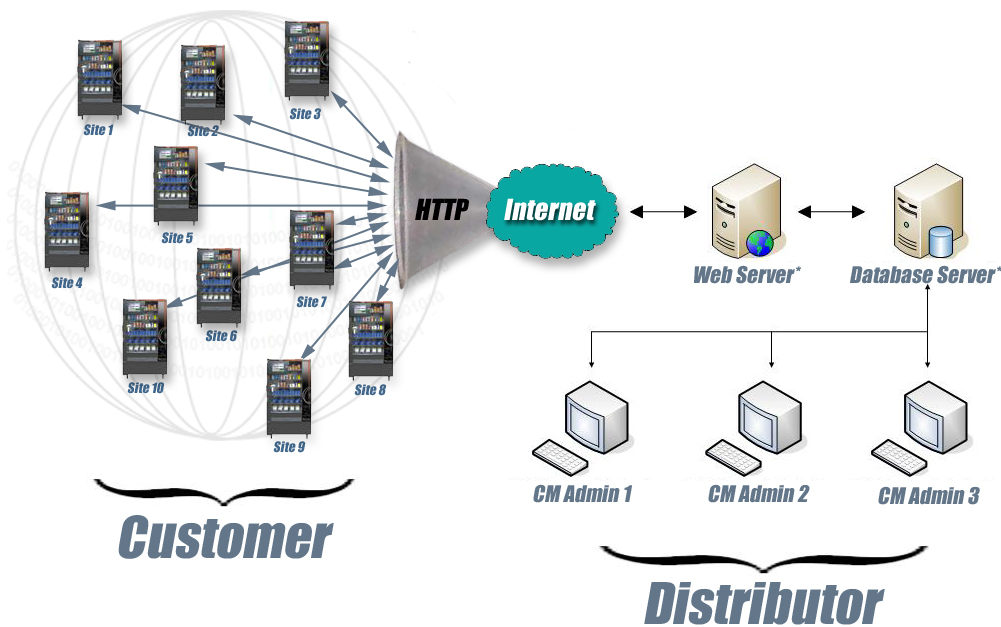 Site 1
Site 2
Site 3
Site 4
Site 5
Site 6
Site 7
Site 8
Site 9
Site 10
HTTP
Internet
Web Server*
Database Server*
CM Admin 1
CM Admin 2
CM Admin 3
Customer
Distributor